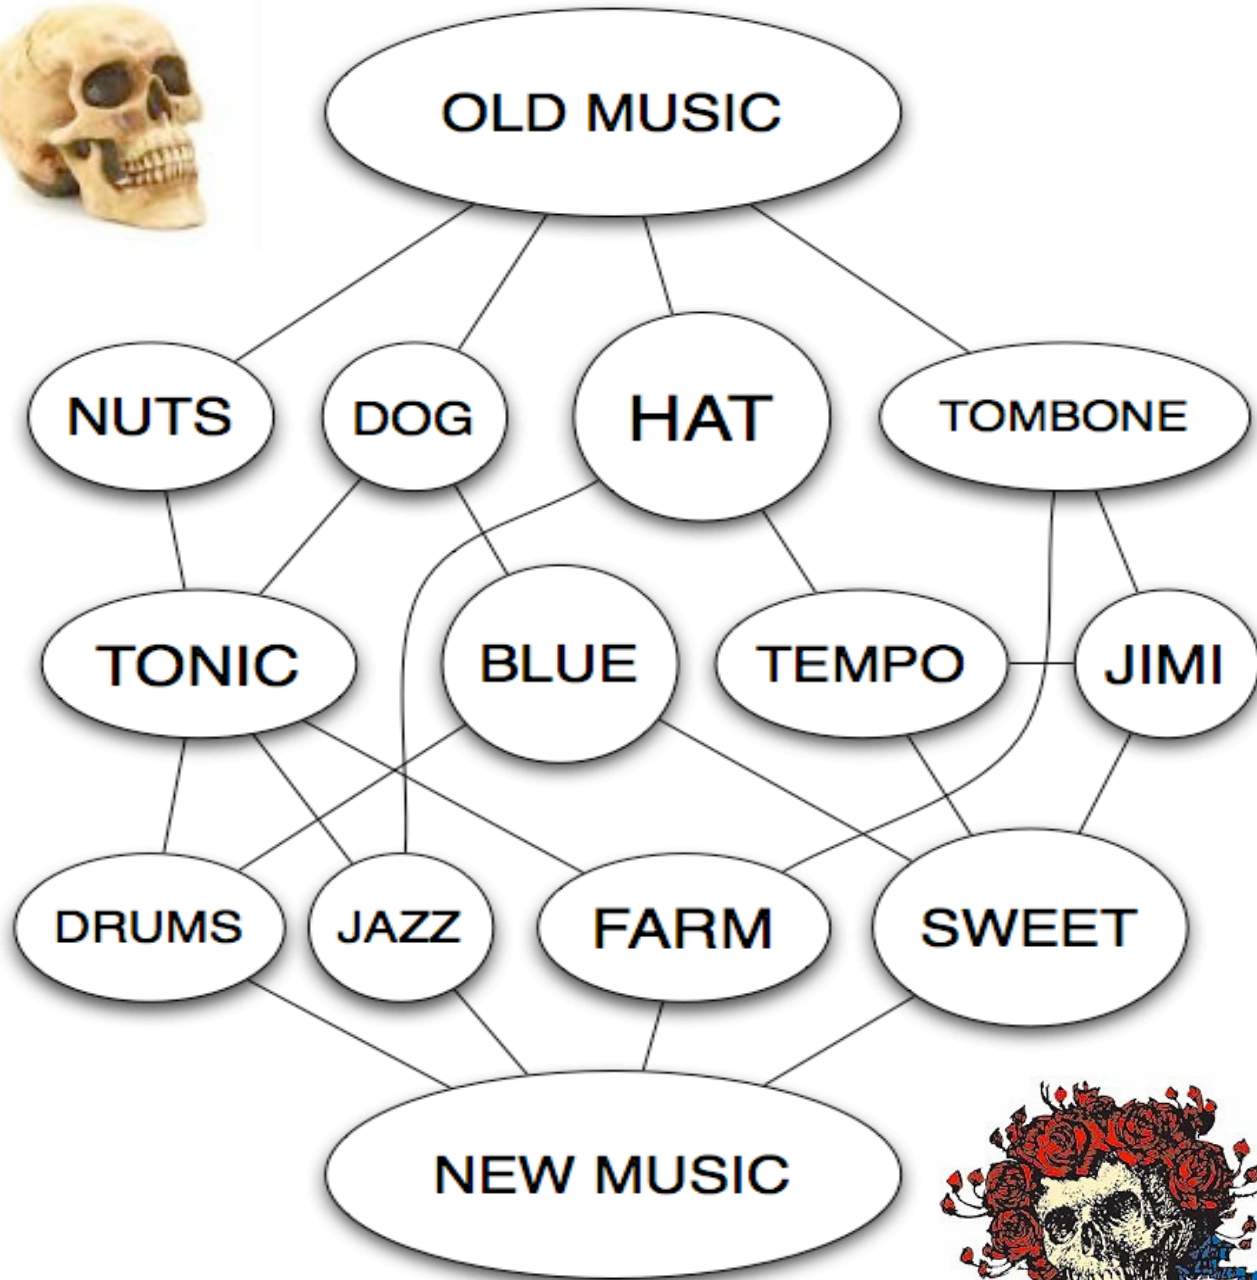 OLD MUSIC
NUTS
DOG
HAT
TOMBONE
TONIC
BLUE
TEMPO
JIMI
DRUMS
JAZZ
FARM
SWEET
NEW MUSIC